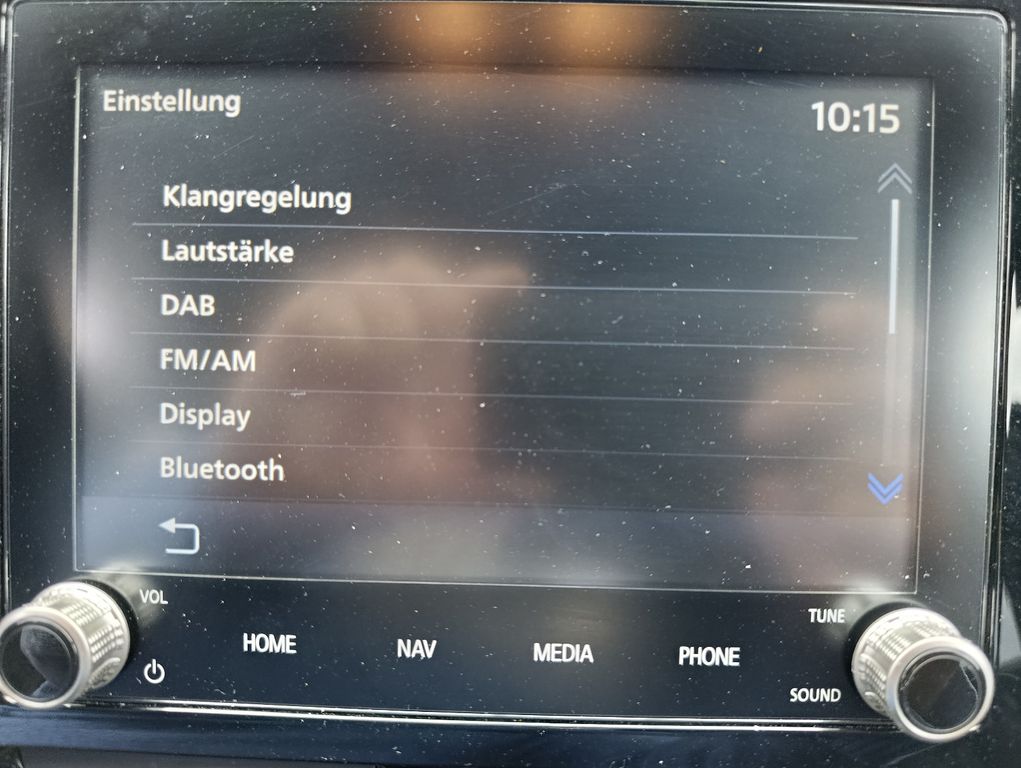 Einstellung
10:15
Klangregelung
Lautstärke
DAB
FM/AM
Display
Bluetooth
VOL
HOME
NAV
MEDIA
PHONE
TUNE
SOUND